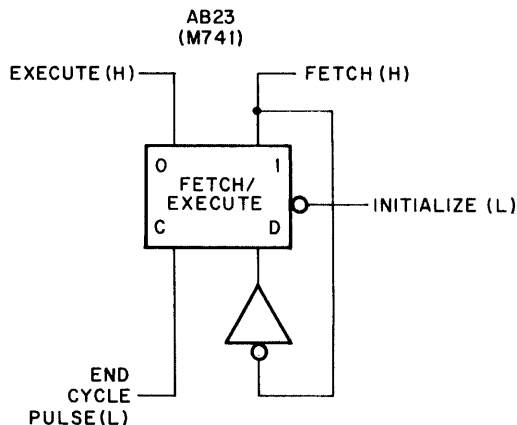 AB23
(M741)
EXECUTE (H)
FETCH (H)
0
1
FETCH/
EXECUTE
C
D
INITIALIZE (L)
END
CYCLE
PULSE(L)